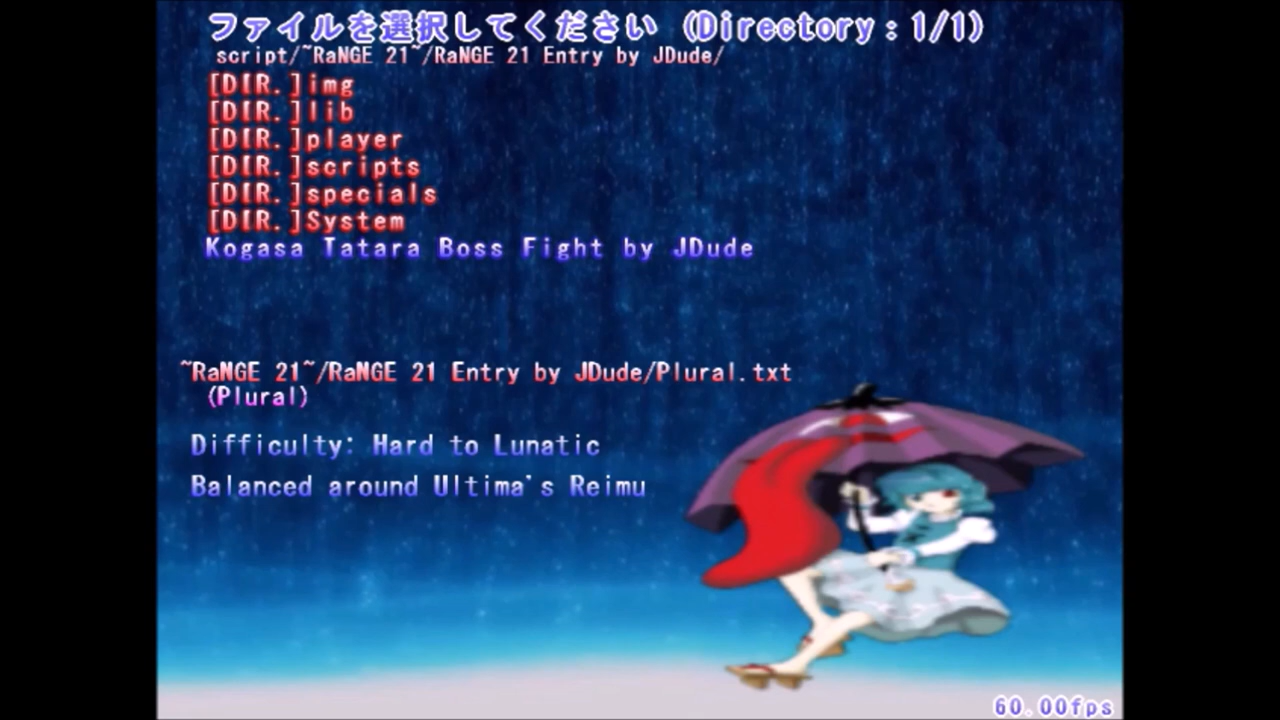 ファイルを選択してください (Directory：1/1)
script/~RaNGE 21~/RaNGE 21 Entry by JDude/
[DIR.]img
[DIR.]lib
[DIR.]player
[DIR.]scripts
[DIR.]specials
[DIR.]System
Kogasa Tatara Boss Fight by JDude
~RaNGE 21~/RaNGE 21 Entry by JDude/Plural.txt
(Plural)
Difficulty: Hard to Lunatic
Balanced around Ultima's Reimu
60.00fps